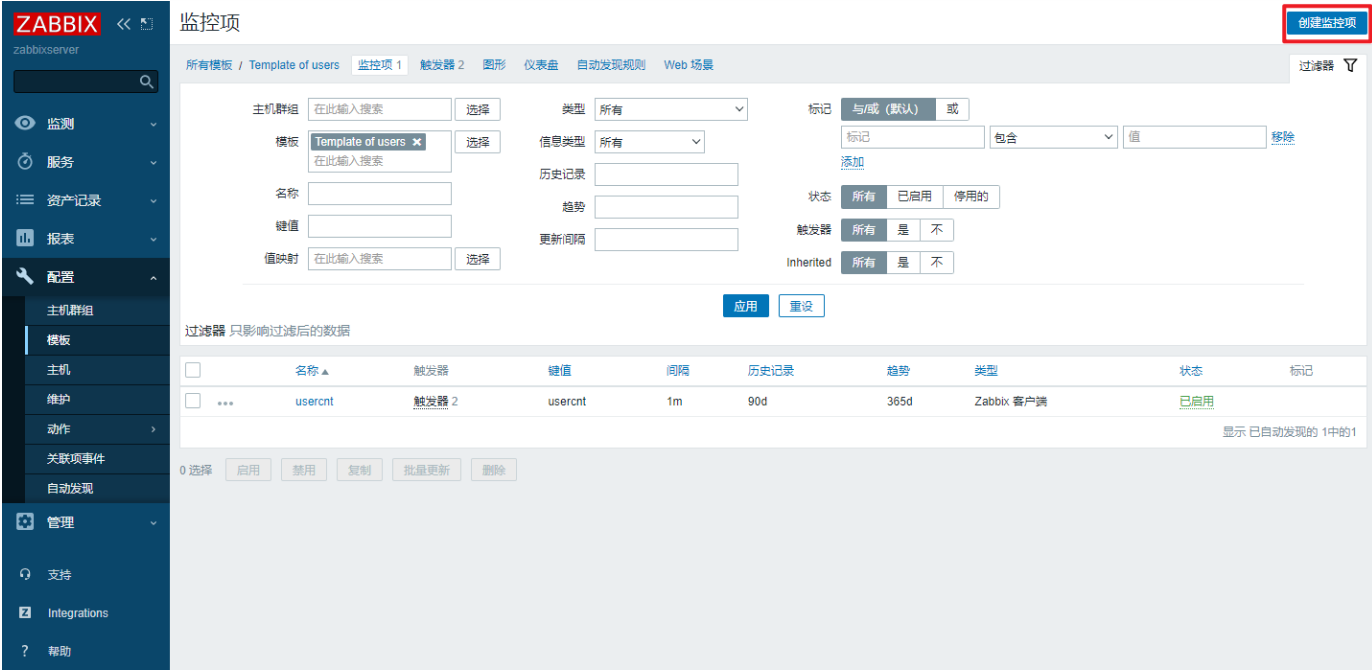 ZABBIX
zabbixserver
监测
服务
资产记录
报表
配置
主机群组
模板
主机
维护
动作
关联项事件
自动发现
管理
支持
Z Integrations
? 帮助
监控项
创建监控项
所有模板 / Template of users 监控项 1 触发器 2 图形 仪表盘 自动发现规则 Web 场景
过滤器
主机群组 在此输入搜索 选择 类型 所有 标记 与/或 (默认) 或
模板 Template of users 选择 信息类型 所有 标记 包含 值 移除
在此输入搜索 添加
历史记录
名称 趋势 状态 所有 已启用 停用的
键值 更新间隔 触发器 所有 是 不
值映射 在此输入搜索 选择 Inherited 所有 是 不
应用 重设
过滤器 只影响过滤后的数据
名称 触发器 键值 间隔 历史记录 趋势 类型 状态 标记
usercnt 触发器 2 usercnt 1m 90d 365d Zabbix 客户端 已启用
显示 已自动发现的 1中的1
0 选择 启用 禁用 复制 批量更新 删除